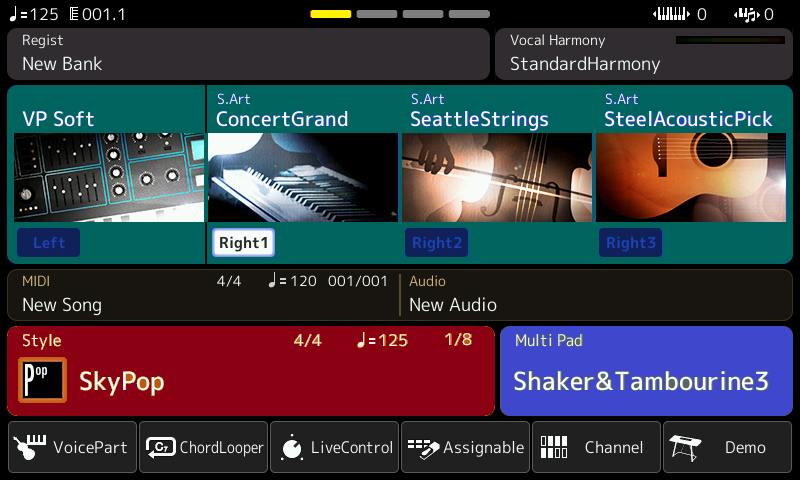 ♩=125 001.1 0 0
Regist
New Bank
Vocal Harmony
StandardHarmony
VP Soft
Left
S.Art
ConcertGrand
Right1
S.Art
SeattleStrings
Right2
S.Art
SteelAcousticPick
Right3
MIDI 4/4 ♩=120 001/001
New Song
Audio
New Audio
Style 4/4 ♩=125 1/8
Pop
SkyPop
Multi Pad
Shaker&Tambourine3
VoicePart
C7
ChordLooper
LiveControl
Assignable
Channel
Demo